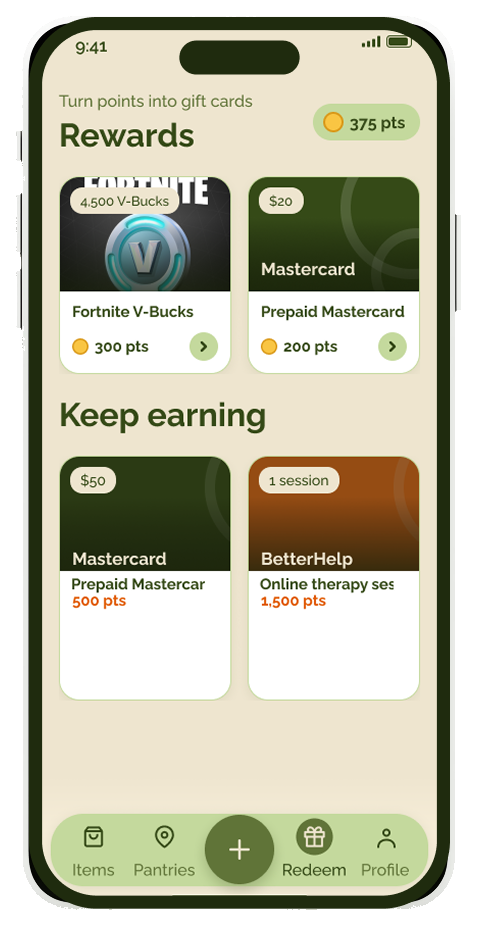 9:41
Turn points into gift cards
Rewards
375 pts
FORTNITE
4,500 V-Bucks
$20
Mastercard
Fortnite V-Bucks
Prepaid Mastercard
300 pts
200 pts
Keep earning
$50
1 session
Mastercard
BetterHelp
Prepaid Mastercar
Online therapy ses
500 pts
1,500 pts
Items
Pantries
Redeem
Profile